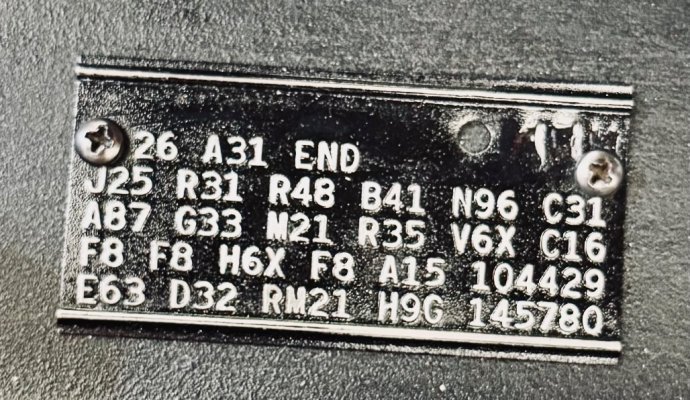 26 A31 END
J25 R31 R48 B41 N96 C31
A87 G33 M21 R35 V6X C16
F8 F8 H6X F8 A15 104429
E63 D32 RM21 H9G 145780